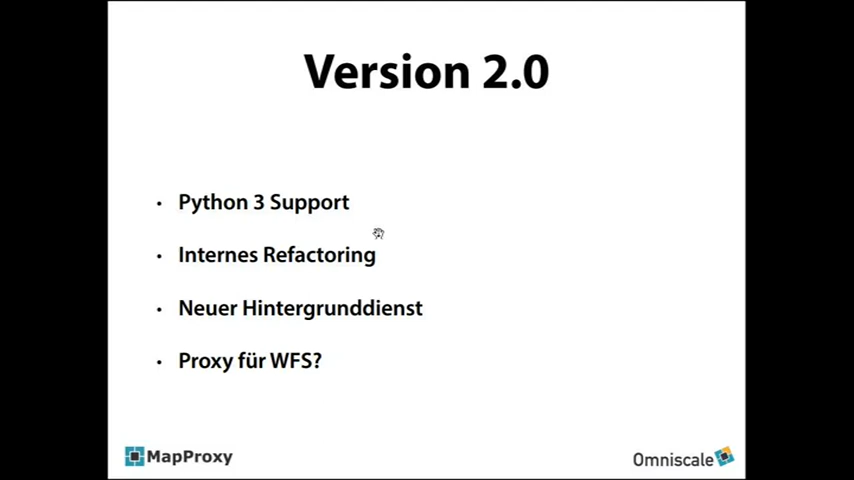 Version 2.0
• Python 3 Support
• Internes Refactoring
• Neuer Hintergrunddienst
• Proxy für WFS?
MapProxy
Omniscale